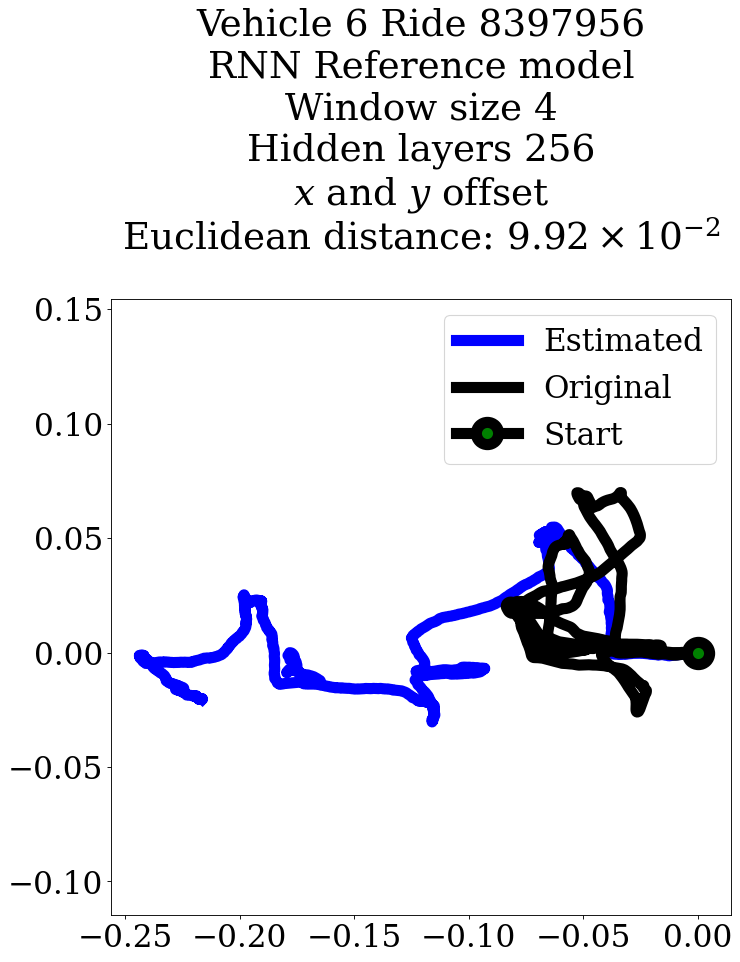 Vehicle 6 Ride 8397956
RNN Reference model
Window size 4
Hidden layers 256
x and y offset
Euclidean distance: 9.92 × 10⁻²
Estimated
Original
Start
0.15
0.10
0.05
0.00
−0.05
−0.10
−0.25 −0.20 −0.15 −0.10 −0.05 0.00